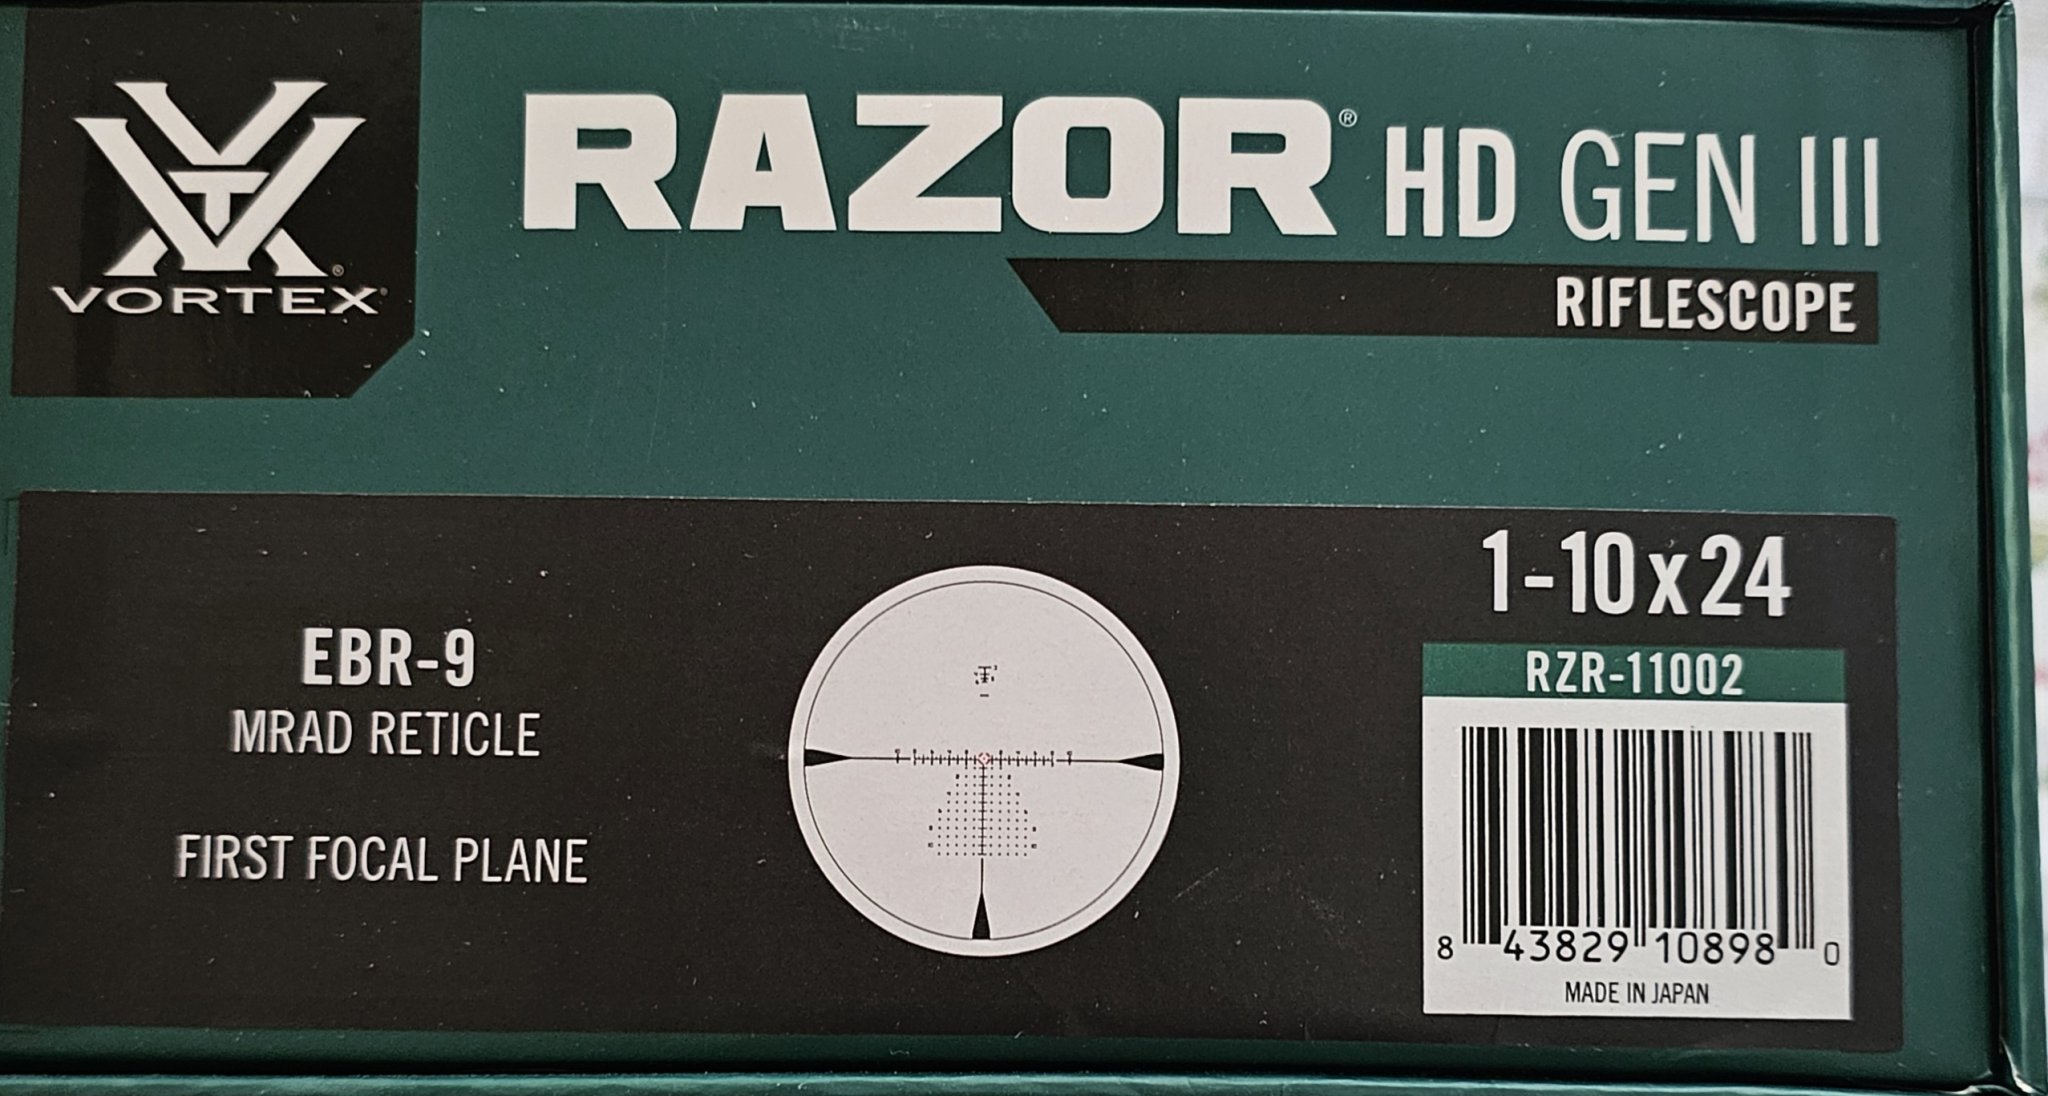 VORTEX®
RAZOR® HD GEN III
RIFLESCOPE
EBR-9
MRAD RETICLE
FIRST FOCAL PLANE
1-10x24
RZR-11002
8 43829 10898 0
MADE IN JAPAN